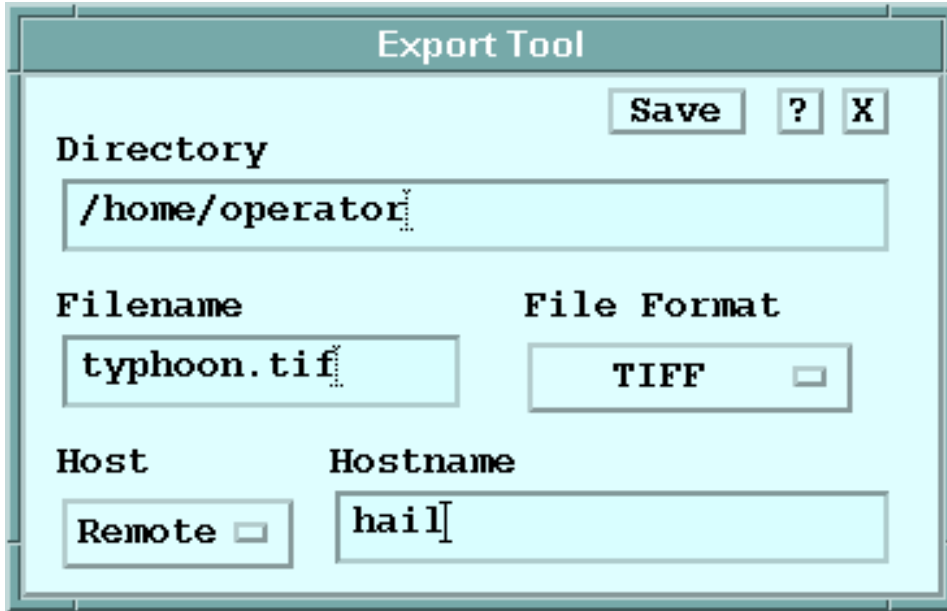 Export Tool
Save ? X
Directory
/home/operator
Filename File Format
typhoon.tif TIFF
Host Hostname
Remote hail